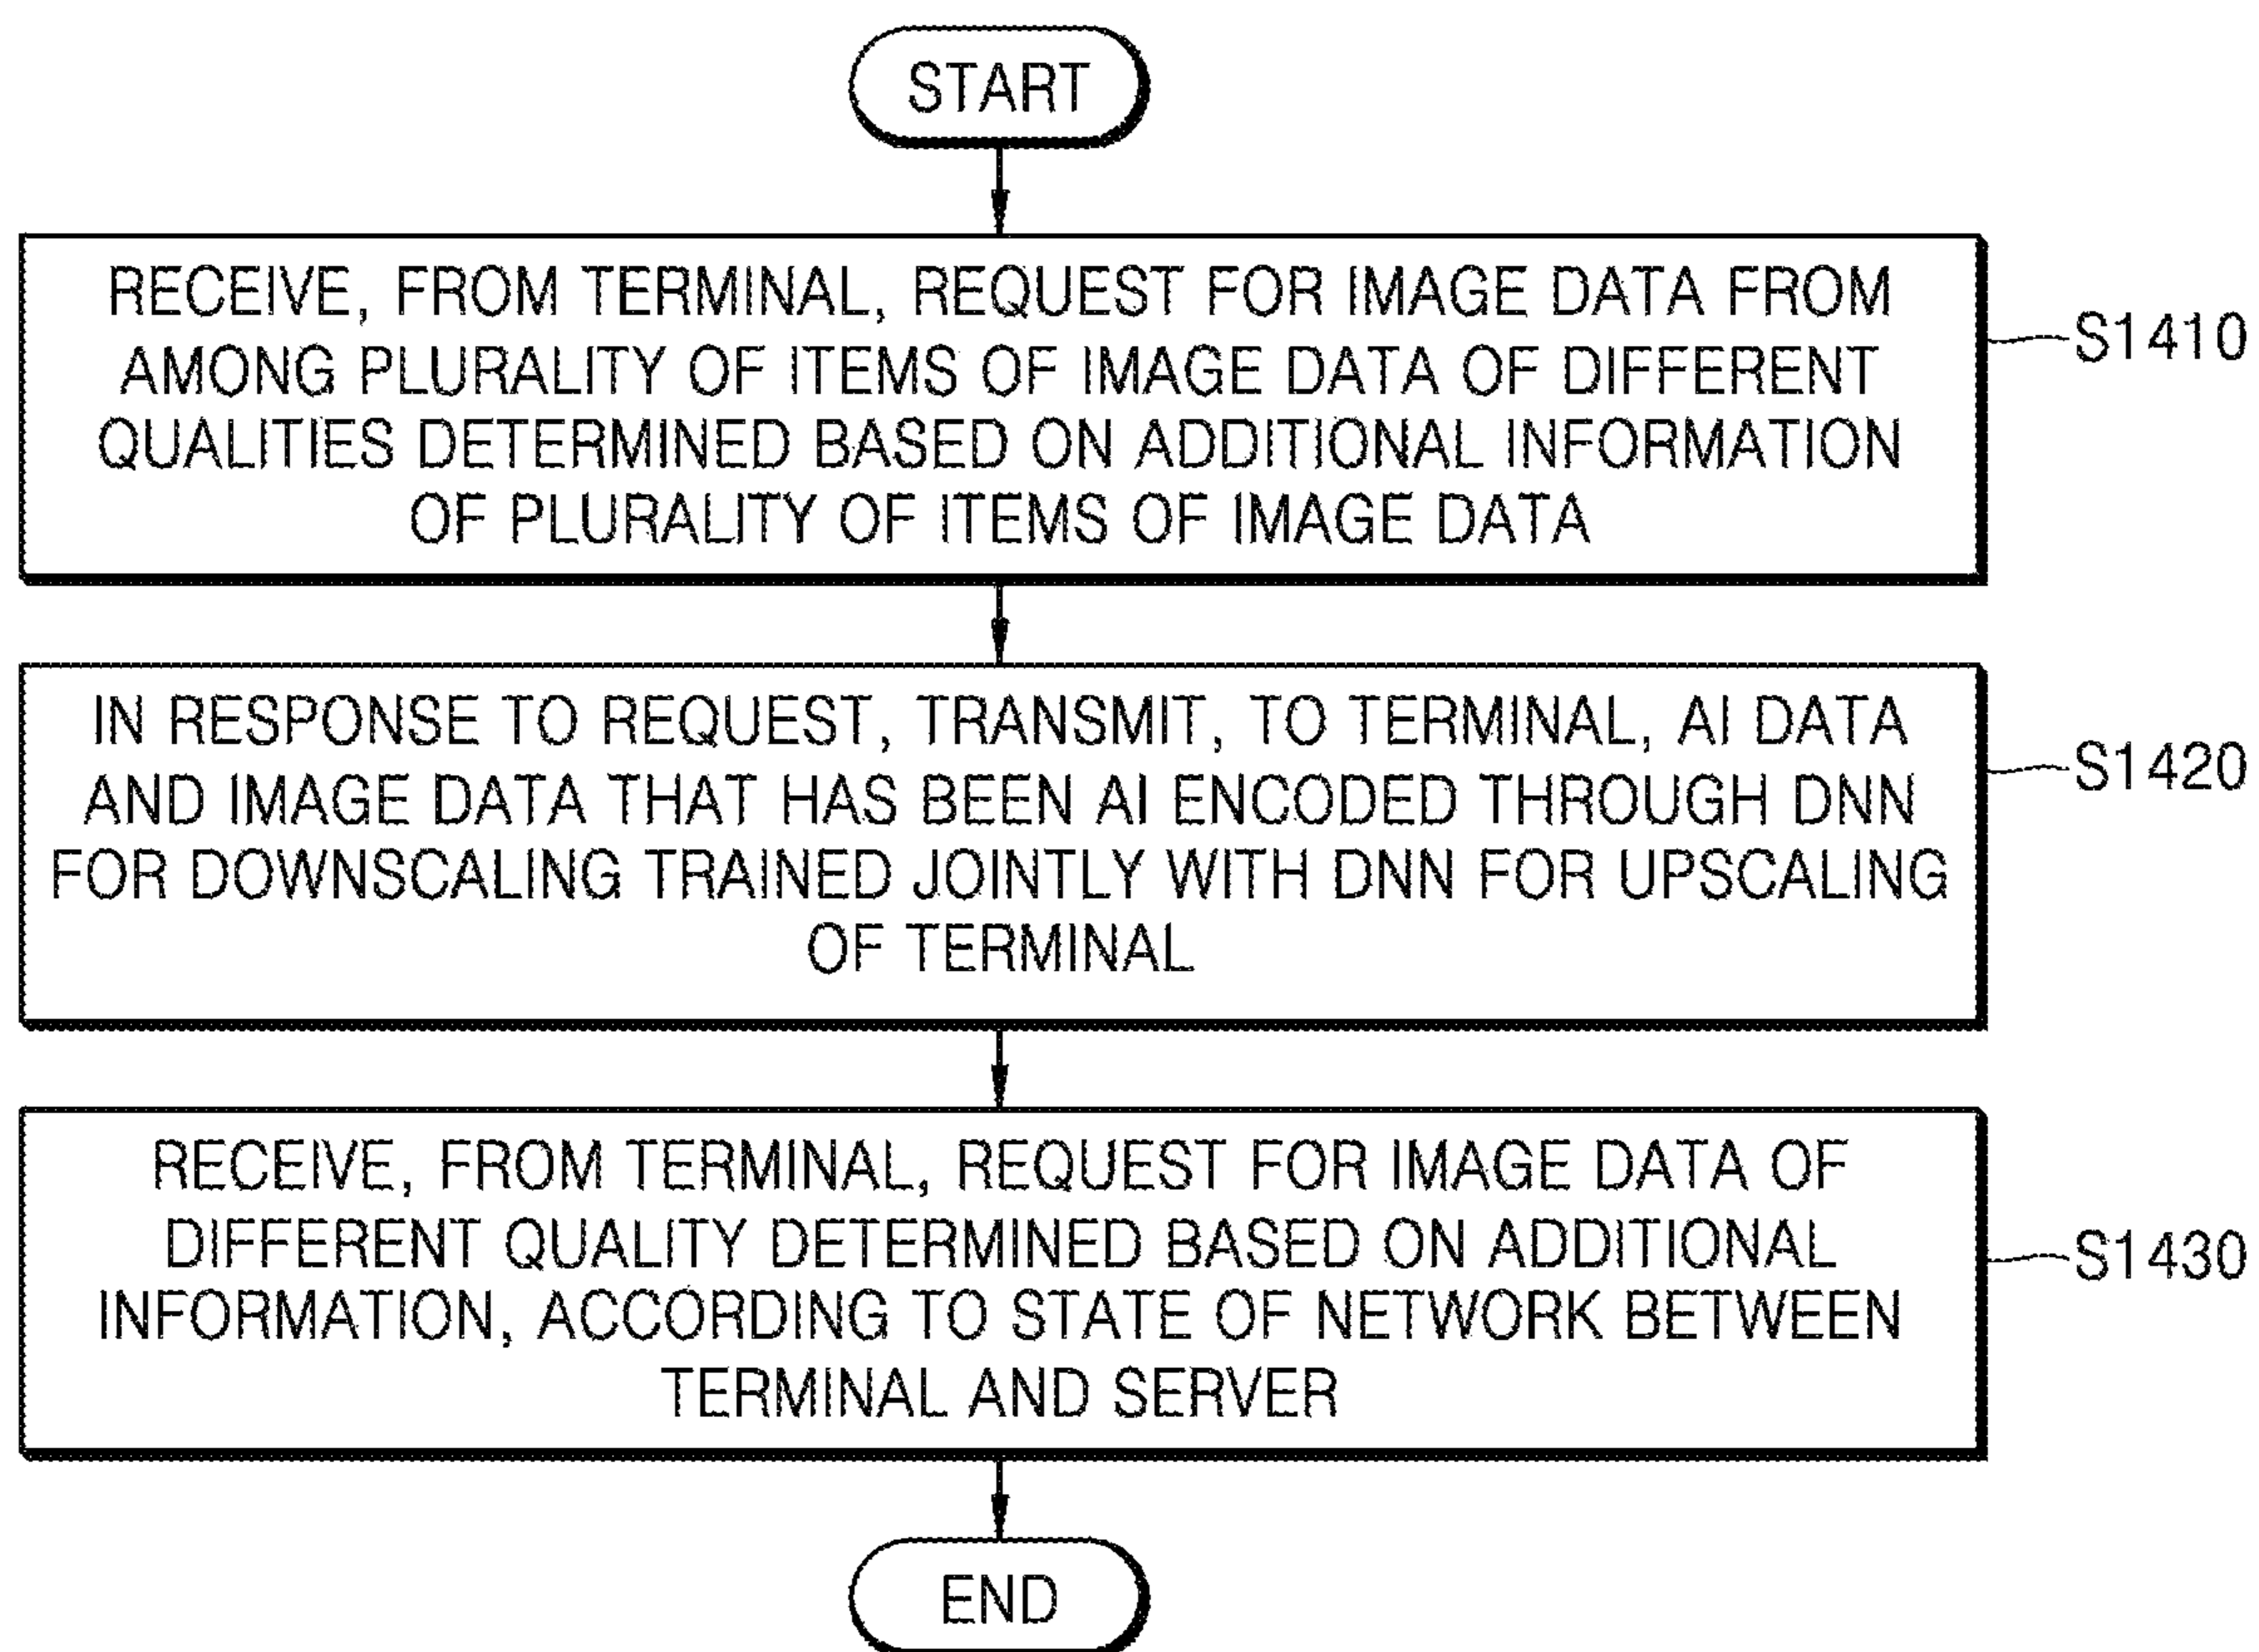 START
RECEIVE, FROM TERMINAL, REQUEST FOR IMAGE DATA FROM
AMONG PLURALITY OF ITEMS OF IMAGE DATA OF DIFFERENT
QUALITIES DETERMINED BASED ON ADDITIONAL INFORMATION
OF PLURALITY OF ITEMS OF IMAGE DATA
S1410
IN RESPONSE TO REQUEST, TRANSMIT, TO TERMINAL, AI DATA
AND IMAGE DATA THAT HAS BEEN AI ENCODED THROUGH DNN
FOR DOWNSCALING TRAINED JOINTLY WITH DNN FOR UPSCALING
OF TERMINAL
S1420
RECEIVE, FROM TERMINAL, REQUEST FOR IMAGE DATA OF
DIFFERENT QUALITY DETERMINED BASED ON ADDITIONAL
INFORMATION, ACCORDING TO STATE OF NETWORK BETWEEN
TERMINAL AND SERVER
S1430
END